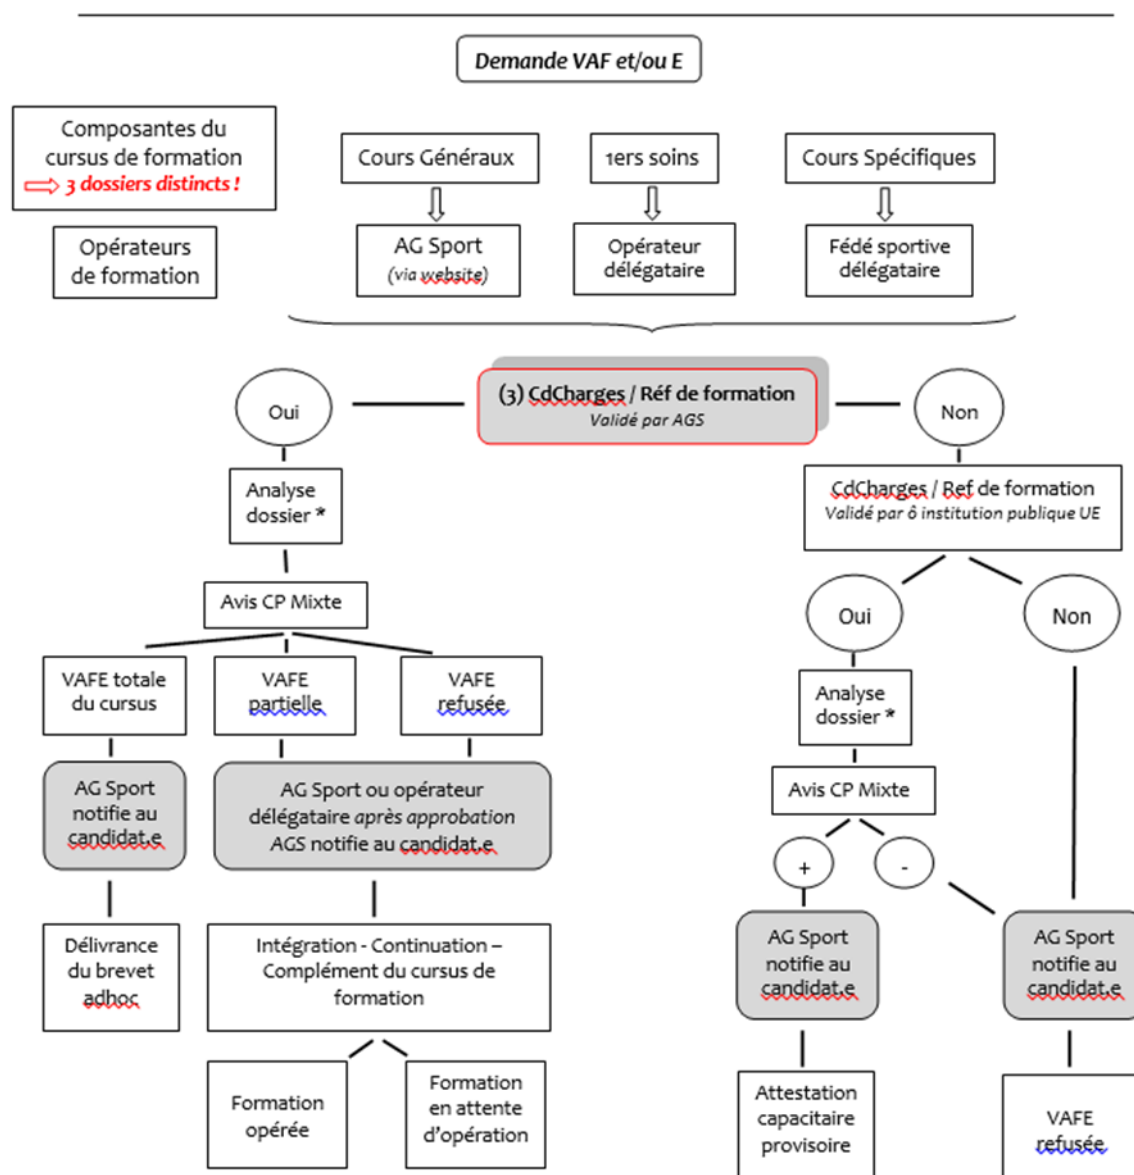 Demande VAF et/ou E
Composantes du
cursus de formation
3 dossiers distincts !
Cours Généraux
1ers soins
Cours Spécifiques
Opérateurs
de formation
AG Sport
(via website)
Opérateur
délégataire
Fédé sportive
délégataire
Oui
(3) CdCharges / Réf de formation
Validé par AGS
Non
Analyse
dossier *
CdCharges / Ref de formation
Validé par ô institution publique UE
Avis CP Mixte
Oui
Non
VAFE totale
du cursus
VAFE
partielle
VAFE
refusée
Analyse
dossier *
AG Sport
notifie au
candidat.e
AG Sport ou opérateur
délégataire après approbation
AGS notifie au candidat.e
Avis CP Mixte
+
-
Délivrance
du brevet
adhoc
Intégration - Continuation –
Complément du cursus de
formation
AG Sport
notifie au
candidat.e
AG Sport
notifie au
candidat.e
Formation
opérée
Formation
en attente
d'opération
Attestation
capacitaire
provisoire
VAFE
refusée